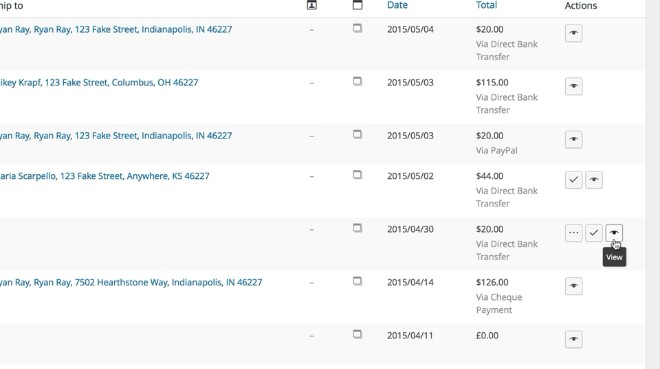 hip to Date Total Actions
yan Ray, Ryan Ray, 123 Fake Street, Indianapolis, IN 46227 – 2015/05/04 $20.00
Via Direct Bank
Transfer
ikey Krapf, 123 Fake Street, Columbus, OH 46227 – 2015/05/03 $115.00
Via Direct Bank
Transfer
yan Ray, Ryan Ray, 123 Fake Street, Indianapolis, IN 46227 – 2015/05/03 $20.00
Via PayPal
aria Scarpello, 123 Fake Street, Anywhere, KS 46227 – 2015/05/02 $44.00
Via Direct Bank
Transfer
– 2015/04/30 $20.00
Via Direct Bank
Transfer
View
yan Ray, Ryan Ray, 7502 Hearthstone Way, Indianapolis, IN 46227 – 2015/04/14 $126.00
Via Cheque
Payment
– 2015/04/11 £0.00